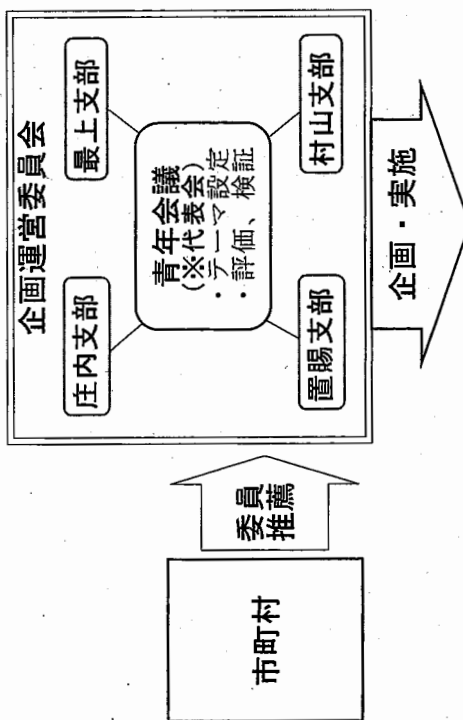 企画運営委員会
庄内支部
最上支部
青年会議
(※代表会)
・テーマ設定
・評価、検証
置賜支部
村山支部
市町村
委員
推薦
企画・実施